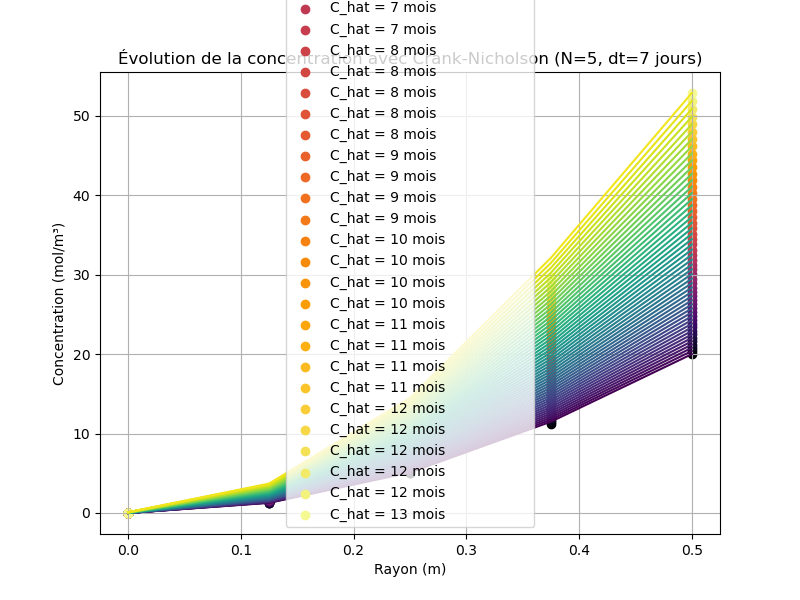 C_hat = 7 mois
C_hat = 7 mois
C_hat = 8 mois
Évolution de la concentration avec Crank-Nicholson (N=5, dt=7 jours)
C_hat = 8 mois
C_hat = 8 mois
C_hat = 8 mois
C_hat = 8 mois
C_hat = 9 mois
C_hat = 9 mois
C_hat = 9 mois
C_hat = 9 mois
C_hat = 10 mois
C_hat = 10 mois
C_hat = 10 mois
C_hat = 10 mois
C_hat = 11 mois
C_hat = 11 mois
C_hat = 11 mois
C_hat = 11 mois
C_hat = 12 mois
C_hat = 12 mois
C_hat = 12 mois
C_hat = 12 mois
C_hat = 12 mois
C_hat = 13 mois
50
40
30
20
10
0
Concentration (mol/m³)
0.0 0.1 0.2 0.3 0.4 0.5
Rayon (m)